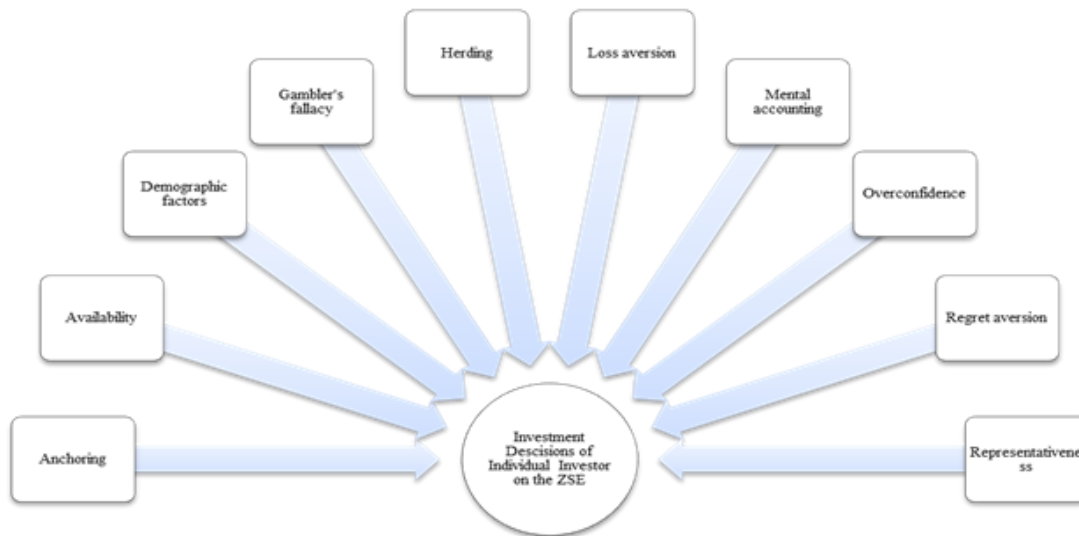 Herding
Loss aversion
Gambler's
fallacy
Mental
accounting
Demographic
factors
Overconfidence
Availability
Regret aversion
Anchoring
Investment
Descisions of
Individual Investor
on the ZSE
Representativene
ss